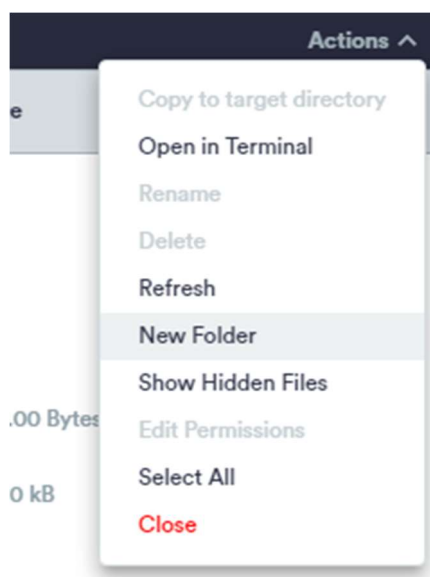 Actions
e
Copy to target directory
Open in Terminal
Rename
Delete
Refresh
New Folder
Show Hidden Files
.00 Bytes
Edit Permissions
Select All
0 kB
Close